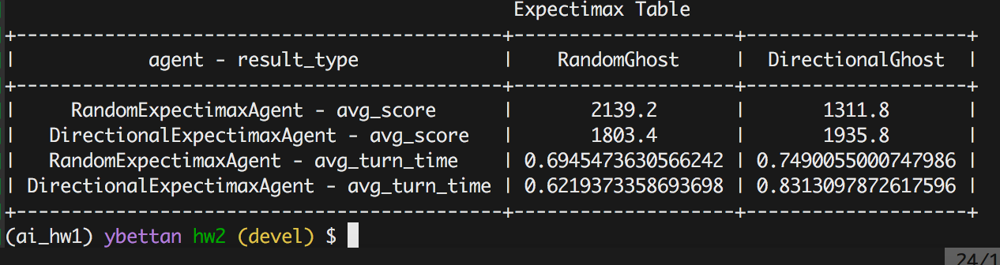 Expectimax Table
+---------------------------------------------+--------------------+--------------------+
| agent - result_type | RandomGhost | DirectionalGhost |
+---------------------------------------------+--------------------+--------------------+
| RandomExpectimaxAgent - avg_score | 2139.2 | 1311.8 |
| DirectionalExpectimaxAgent - avg_score | 1803.4 | 1935.8 |
| RandomExpectimaxAgent - avg_turn_time | 0.6945473630566242 | 0.7490055000747986 |
| DirectionalExpectimaxAgent - avg_turn_time | 0.6219373358693698 | 0.8313097872617596 |
+---------------------------------------------+--------------------+--------------------+
(ai_hw1) ybettan hw2 (devel) $
24/1